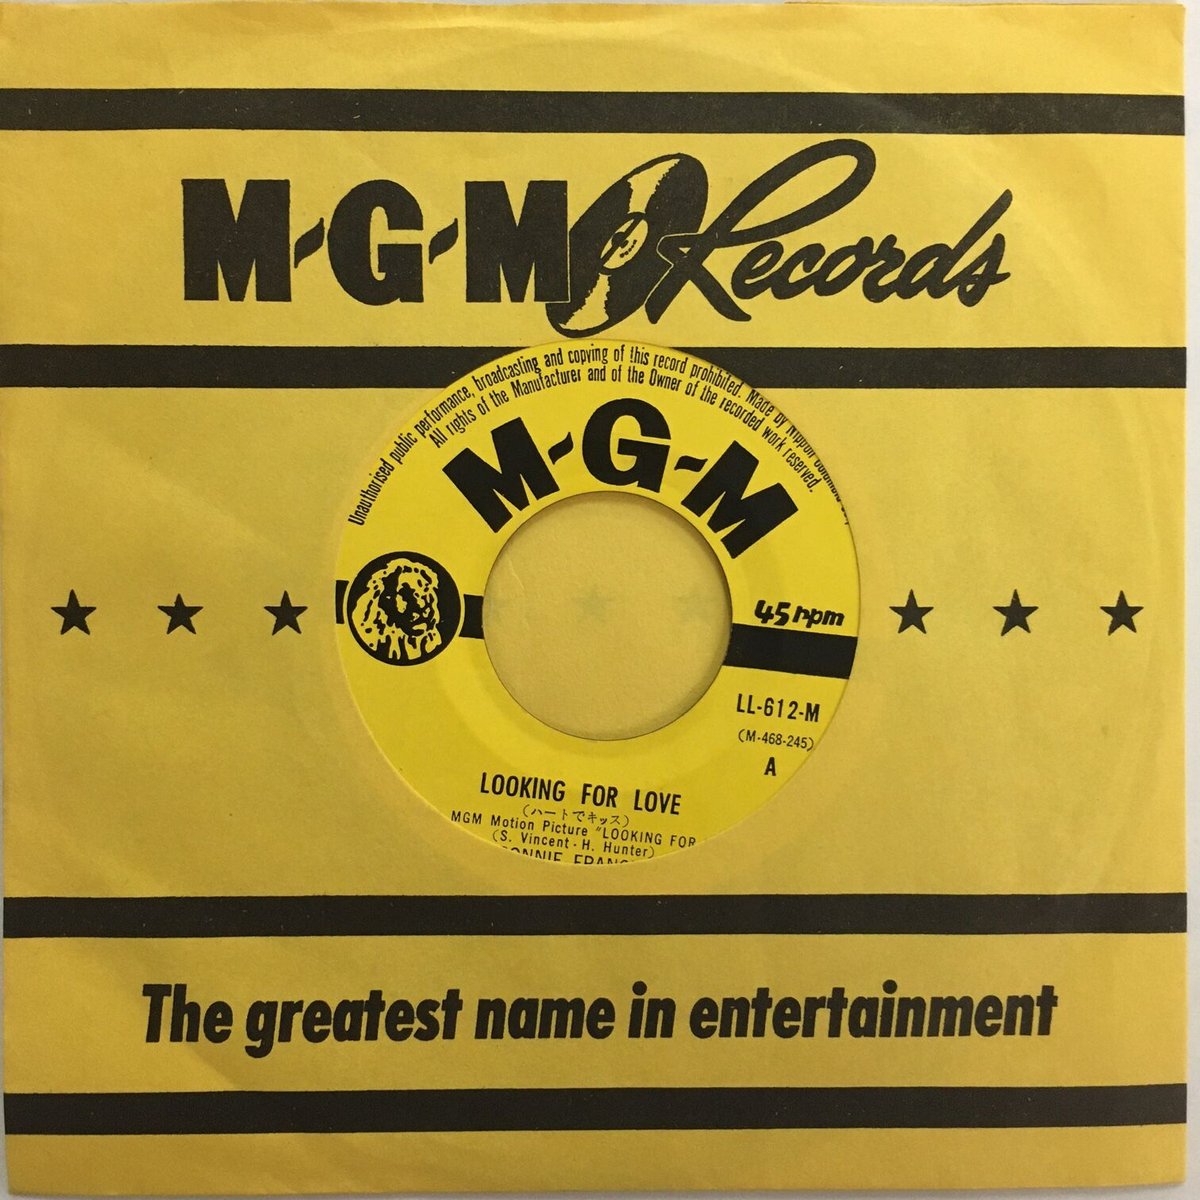 M-G-M Records
Unauthorised public performance, broadcasting and copying of this record prohibited. Made by Nippon
All rights of the Manufacturer and of the Owner of the recorded work reserved.
M-G-M
45 rpm
LL-612-M
(M-468-245)
A
LOOKING FOR LOVE
(ハートでキッス)
MGM Motion Picture "LOOKING FOR
(S. Vincent - H. Hunter)
The greatest name in entertainment